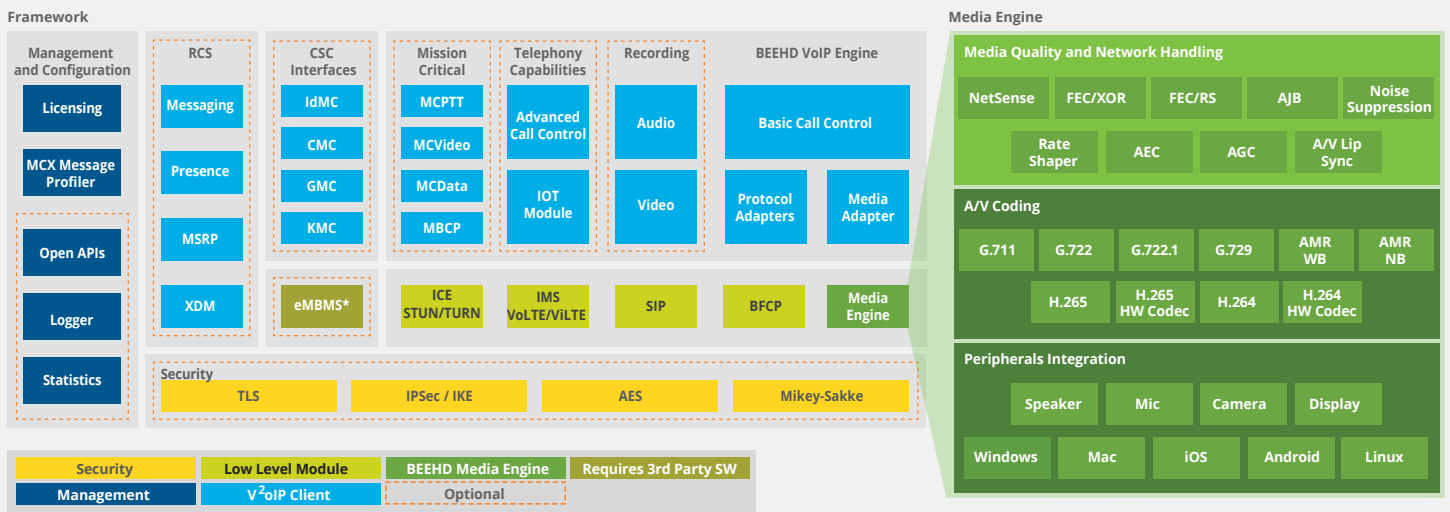 Framework
Management
and Configuration
Licensing
MCX Message
Profiler
Open APIs
Logger
Statistics
RCS
Messaging
Presence
MSRP
XDM
CSC
Interfaces
IdMC
CMC
GMC
KMC
eMBMS*
Mission
Critical
MCPTT
MCVideo
MCData
MBCP
Telephony
Capabilities
Advanced
Call Control
IOT
Module
Recording
Audio
Video
BEEHD VoIP Engine
Basic Call Control
Protocol
Adapters
Media
Adapter
ICE
STUN/TURN
IMS
VoLTE/ViLTE
SIP
BFCP
Media
Engine
Security
TLS
IPSec / IKE
AES
Mikey-Sakke
Security
Low Level Module
BEEHD Media Engine
Requires 3rd Party SW
Management
V²oIP Client
Optional
Media Engine
Media Quality and Network Handling
NetSense
FEC/XOR
FEC/RS
AJB
Noise
Suppression
Rate
Shaper
AEC
AGC
A/V Lip
Sync
A/V Coding
G.711
G.722
G.722.1
G.729
AMR
WB
AMR
NB
H.265
H.265
HW Codec
H.264
H.264
HW Codec
Peripherals Integration
Speaker
Mic
Camera
Display
Windows
Mac
iOS
Android
Linux